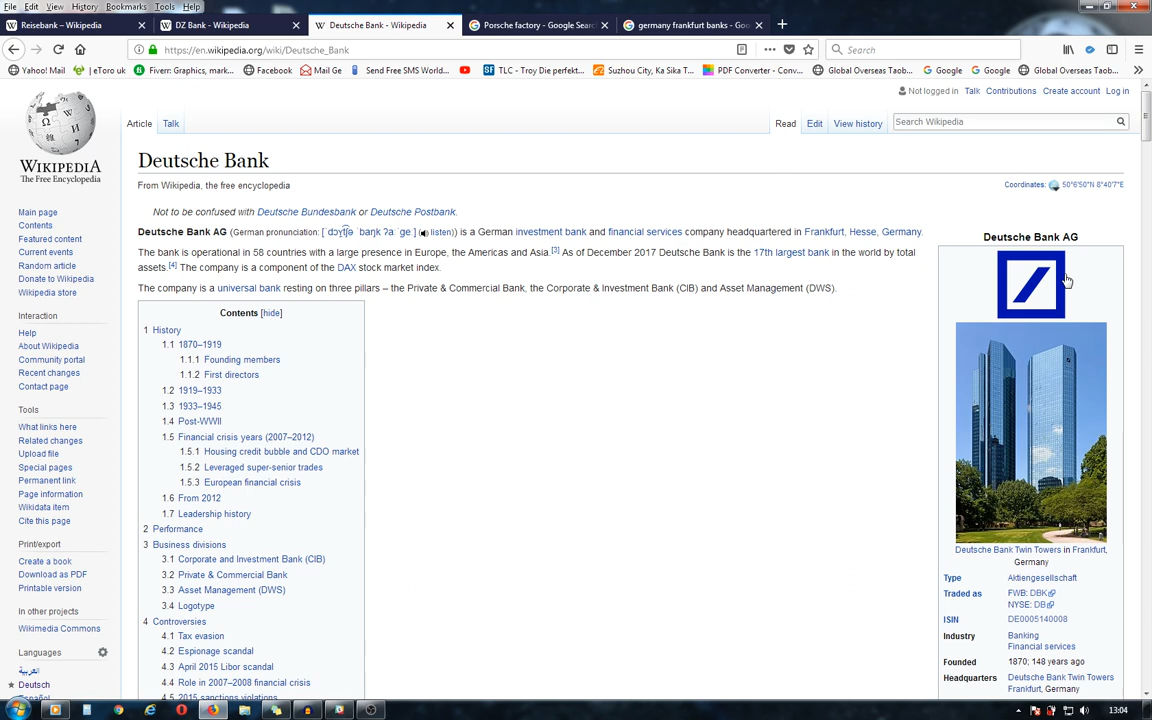 File Edit View History Bookmarks Tools Help
Reisebank – Wikipedia
DZ Bank - Wikipedia
Deutsche Bank - Wikipedia
Porsche factory - Google Sear
germany frankfurt banks - Goo
https://en.wikipedia.org/wiki/Deutsche_Bank
Search
Yahoo! Mail
eToro uk
Fiverr: Graphics, mark...
Facebook
Mail Ge
Send Free SMS World...
TLC - Troy Die perfekt...
Suzhou City, Ka Sika T...
PDF Converter - Conv...
Global Overseas Taob...
Google
Google
Global Overseas Taob...
Not logged in Talk Contributions Create account Log in
Article Talk
Read Edit View history
Search Wikipedia
WIKIPEDIA
The Free Encyclopedia
Main page
Contents
Featured content
Current events
Random article
Donate to Wikipedia
Wikipedia store
Interaction
Help
About Wikipedia
Community portal
Recent changes
Contact page
Tools
What links here
Related changes
Upload file
Special pages
Permanent link
Page information
Wikidata item
Cite this page
Print/export
Create a book
Download as PDF
Printable version
In other projects
Wikimedia Commons
Languages
العربية
Deutsch
Español
Deutsche Bank
From Wikipedia, the free encyclopedia
Coordinates: 50°6′50″N 8°40′7″E
Not to be confused with Deutsche Bundesbank or Deutsche Postbank.
Deutsche Bank AG (German pronunciation: [ˈdɔʏ̯t͡ʃə ˈbaŋk ʔaːˈɡeː] ( listen)) is a German investment bank and financial services company headquartered in Frankfurt, Hesse, Germany.
The bank is operational in 58 countries with a large presence in Europe, the Americas and Asia.[3] As of December 2017 Deutsche Bank is the 17th largest bank in the world by total
assets.[4] The company is a component of the DAX stock market index.
The company is a universal bank resting on three pillars – the Private & Commercial Bank, the Corporate & Investment Bank (CIB) and Asset Management (DWS).
Contents [hide]
1 History
1.1 1870–1919
1.1.1 Founding members
1.1.2 First directors
1.2 1919–1933
1.3 1933–1945
1.4 Post-WWII
1.5 Financial crisis years (2007–2012)
1.5.1 Housing credit bubble and CDO market
1.5.2 Leveraged super-senior trades
1.5.3 European financial crisis
1.6 From 2012
1.7 Leadership history
2 Performance
3 Business divisions
3.1 Corporate and Investment Bank (CIB)
3.2 Private & Commercial Bank
3.3 Asset Management (DWS)
3.4 Logotype
4 Controversies
4.1 Tax evasion
4.2 Espionage scandal
4.3 April 2015 Libor scandal
4.4 Role in 2007–2008 financial crisis
4.5 2015 sanctions violations
Deutsche Bank AG
Deutsche Bank Twin Towers in Frankfurt,
Germany
Type Aktiengesellschaft
Traded as FWB: DBK
NYSE: DB
ISIN DE0005140008
Industry Banking
Financial services
Founded 1870; 148 years ago
Headquarters Deutsche Bank Twin Towers
Frankfurt, Germany
13:04